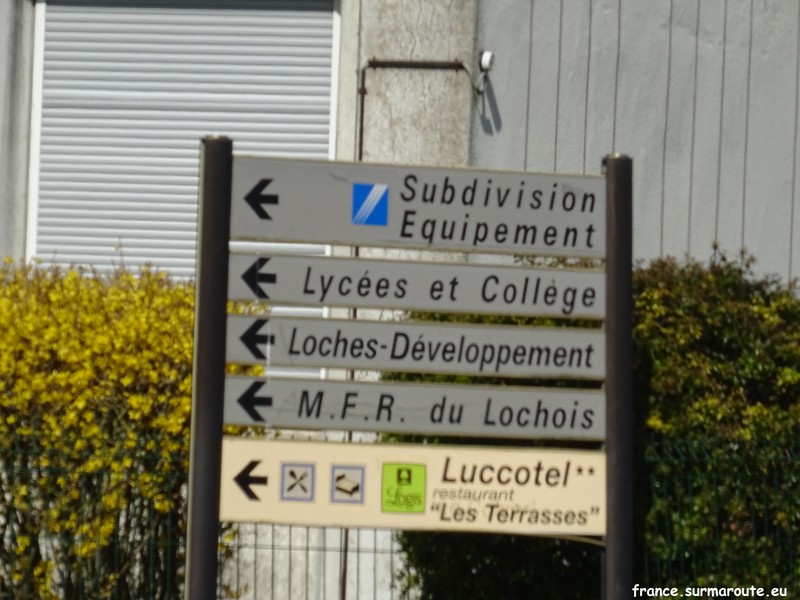 Subdivision
Equipement
Lycées et Collège
Loches-Développement
M.F.R. du Lochois
Luccotel**
logis
restaurant
"Les Terrasses"
france.surmaroute.eu